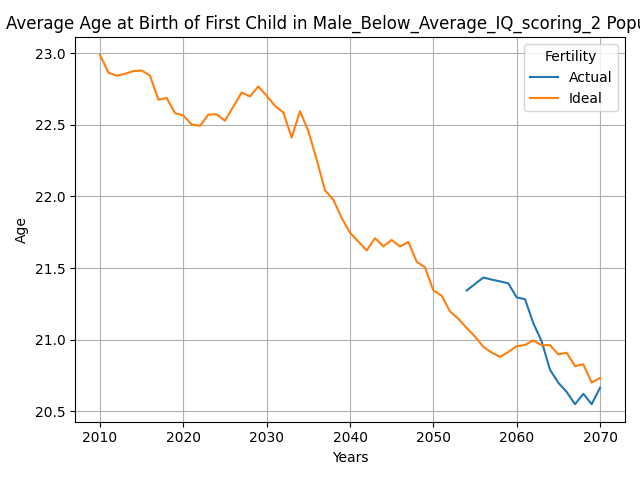 Average Age at Birth of First Child in Male_Below_Average_IQ_scoring_2 Popu
Fertility
Actual
Ideal
23.0
22.5
22.0
21.5
21.0
20.5
Age
2010 2020 2030 2040 2050 2060 2070
Years